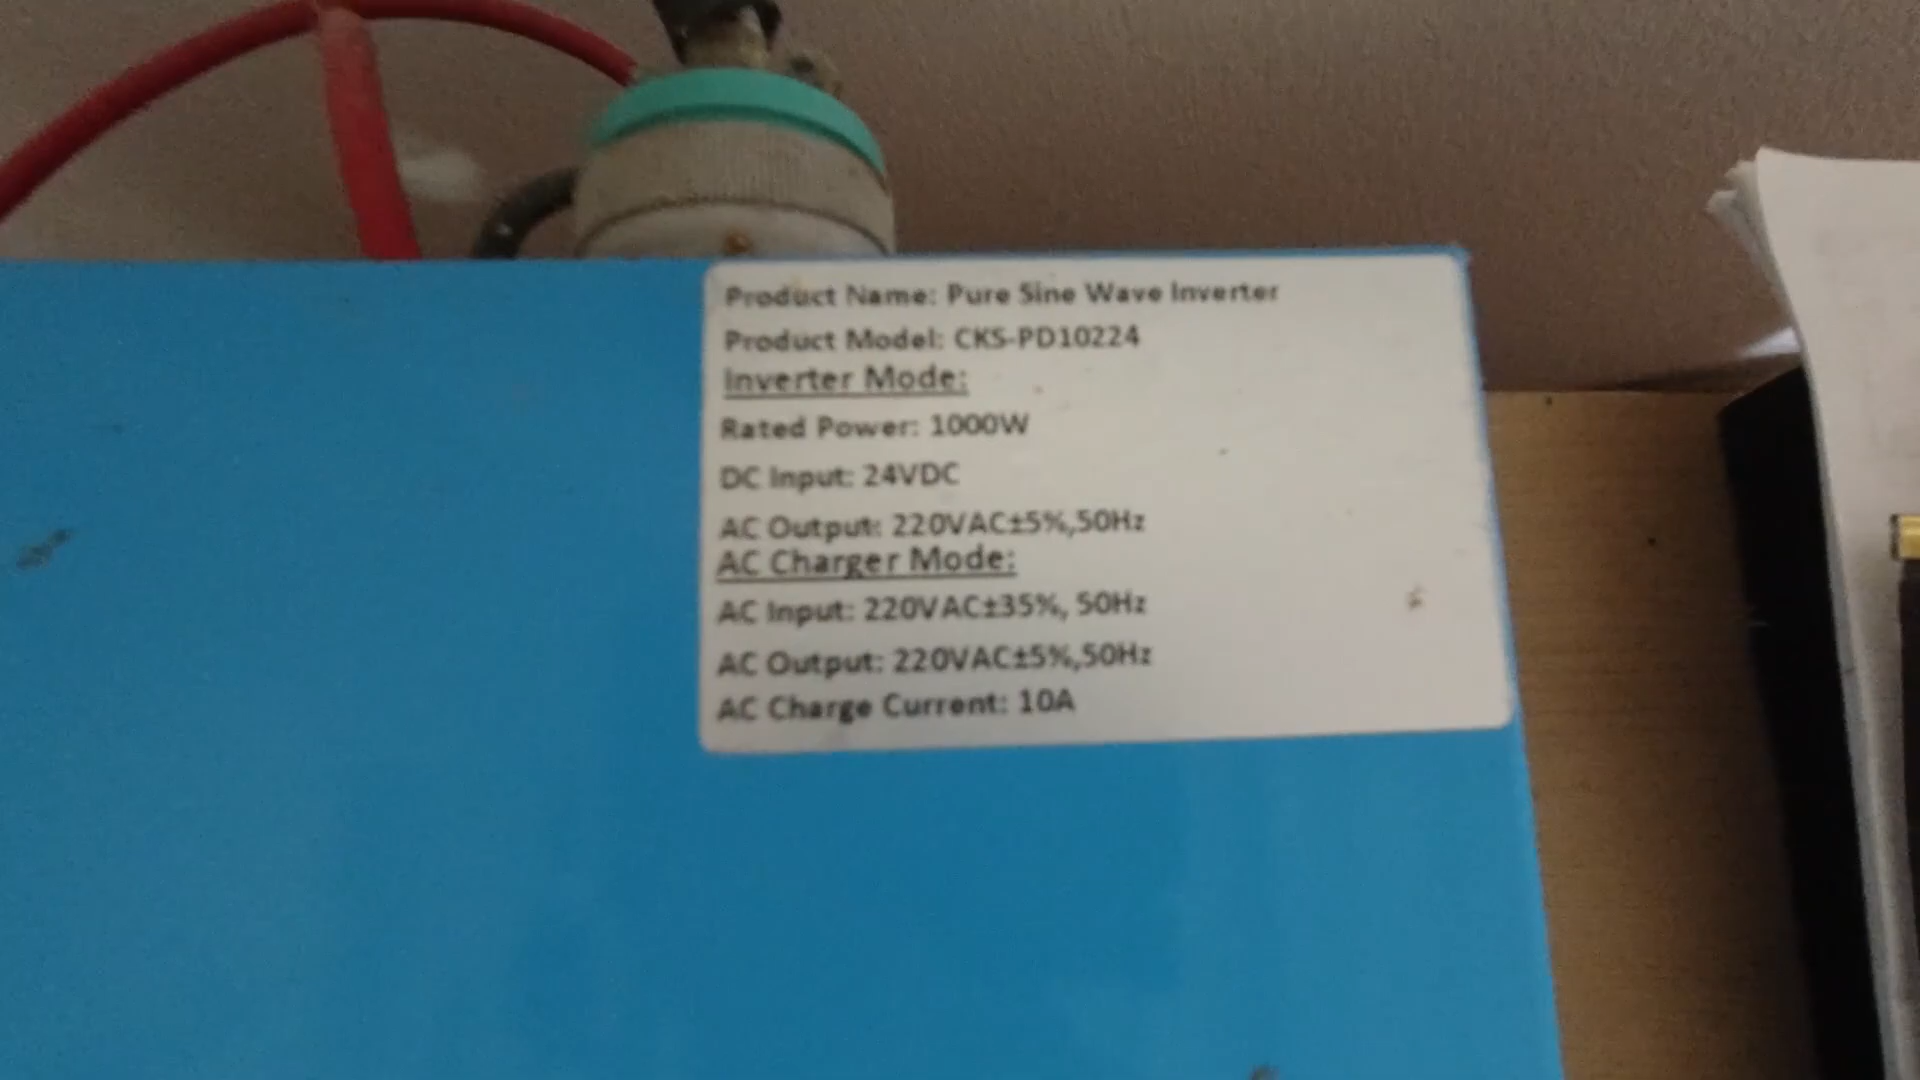 Product Name: Pure Sine Wave Inverter
Product Model: CKS-PD10224
Inverter Mode:
Rated Power: 1000W
DC Input: 24VDC
AC Output: 220VAC±5%,50Hz
AC Charger Mode:
AC Input: 220VAC±35%, 50Hz
AC Output: 220VAC±5%,50Hz
AC Charge Current: 10A